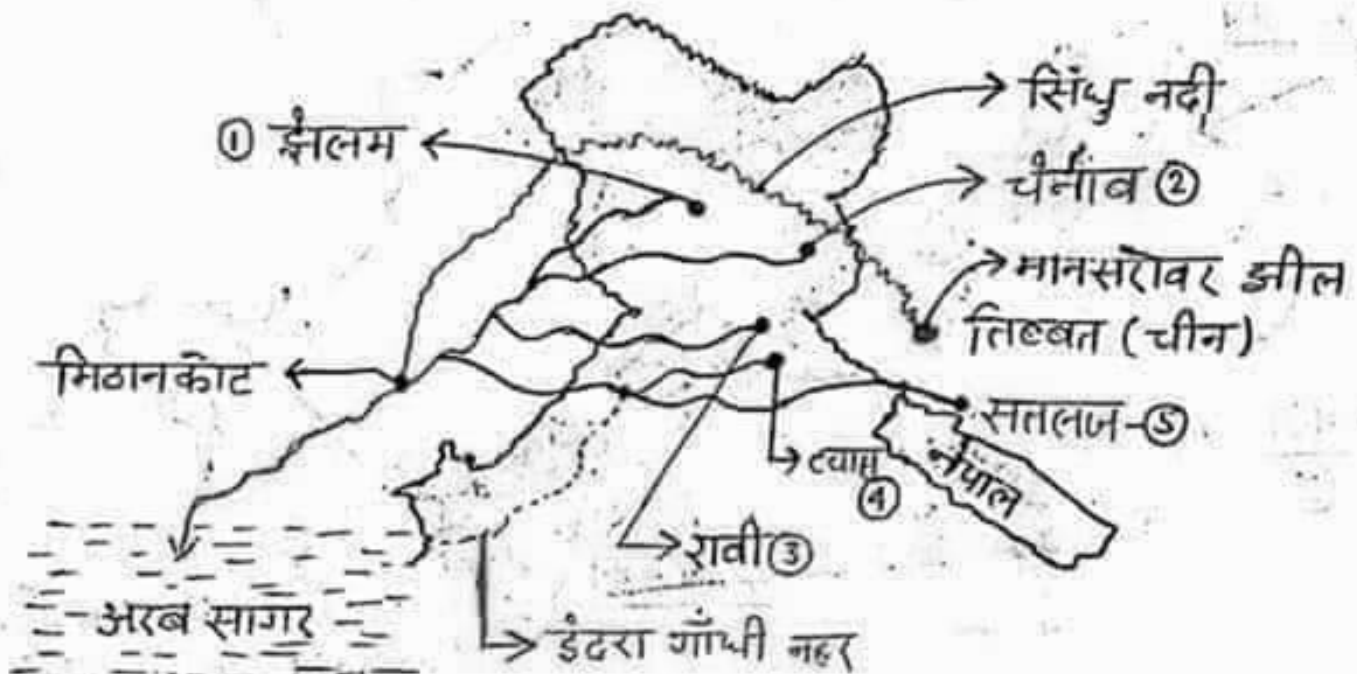 सिंधु नदी
① झेलम
चेनाब ②
मानसरोवर झील
तिब्बत (चीन)
मिठानकोट
सतलज-⑤
व्यास
④
नेपाल
रावी ③
अरब सागर
इंदरा गाँधी नहर